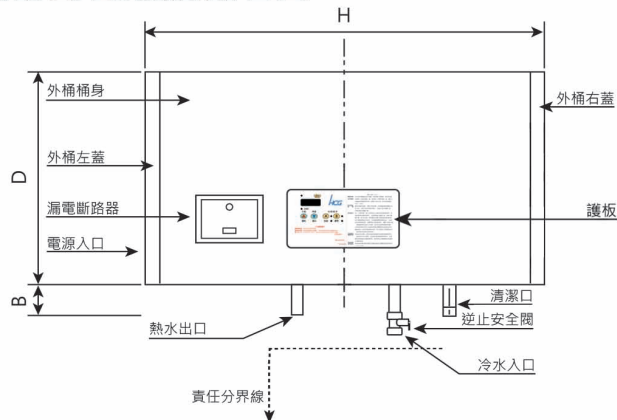 H
外桶桶身
外桶右蓋
外桶左蓋
D
HCG
漏電斷路器
護板
電源入口
清潔口
B
逆止安全閥
熱水出口
冷水入口
責任分界線